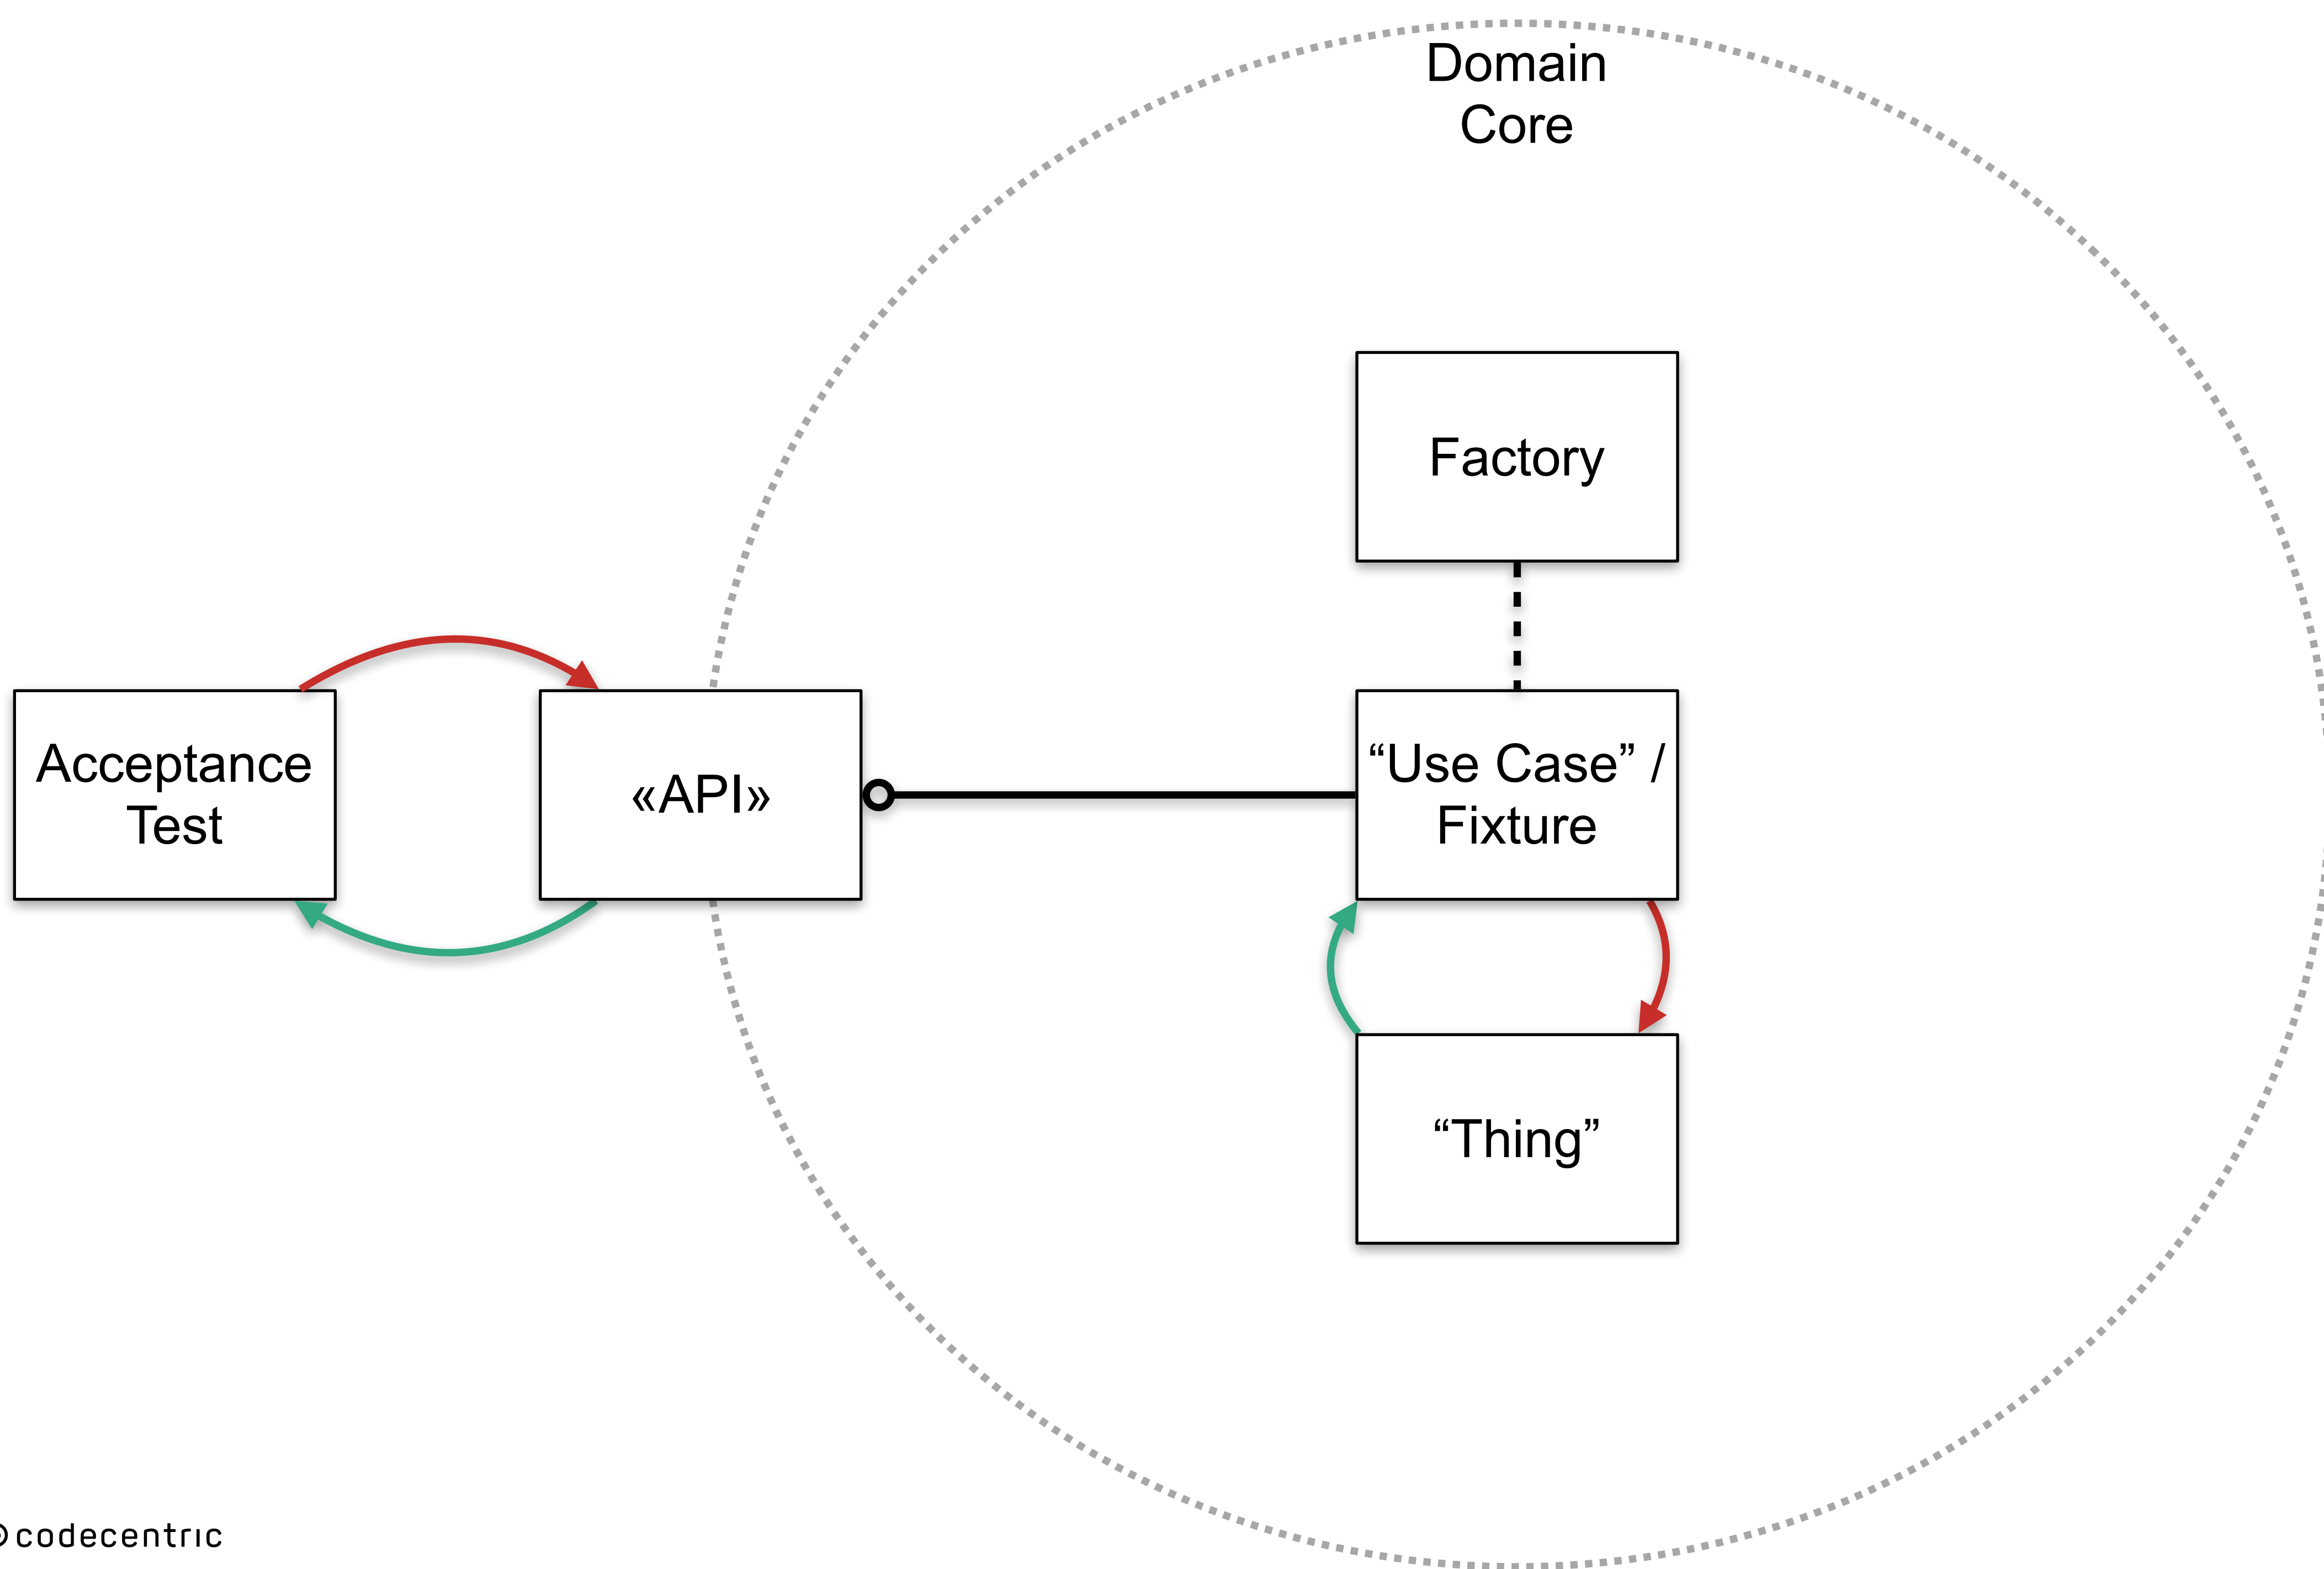 Domain
Core
Factory
Acceptance
Test
«API»
“Use Case” /
Fixture
“Thing”
codecentric